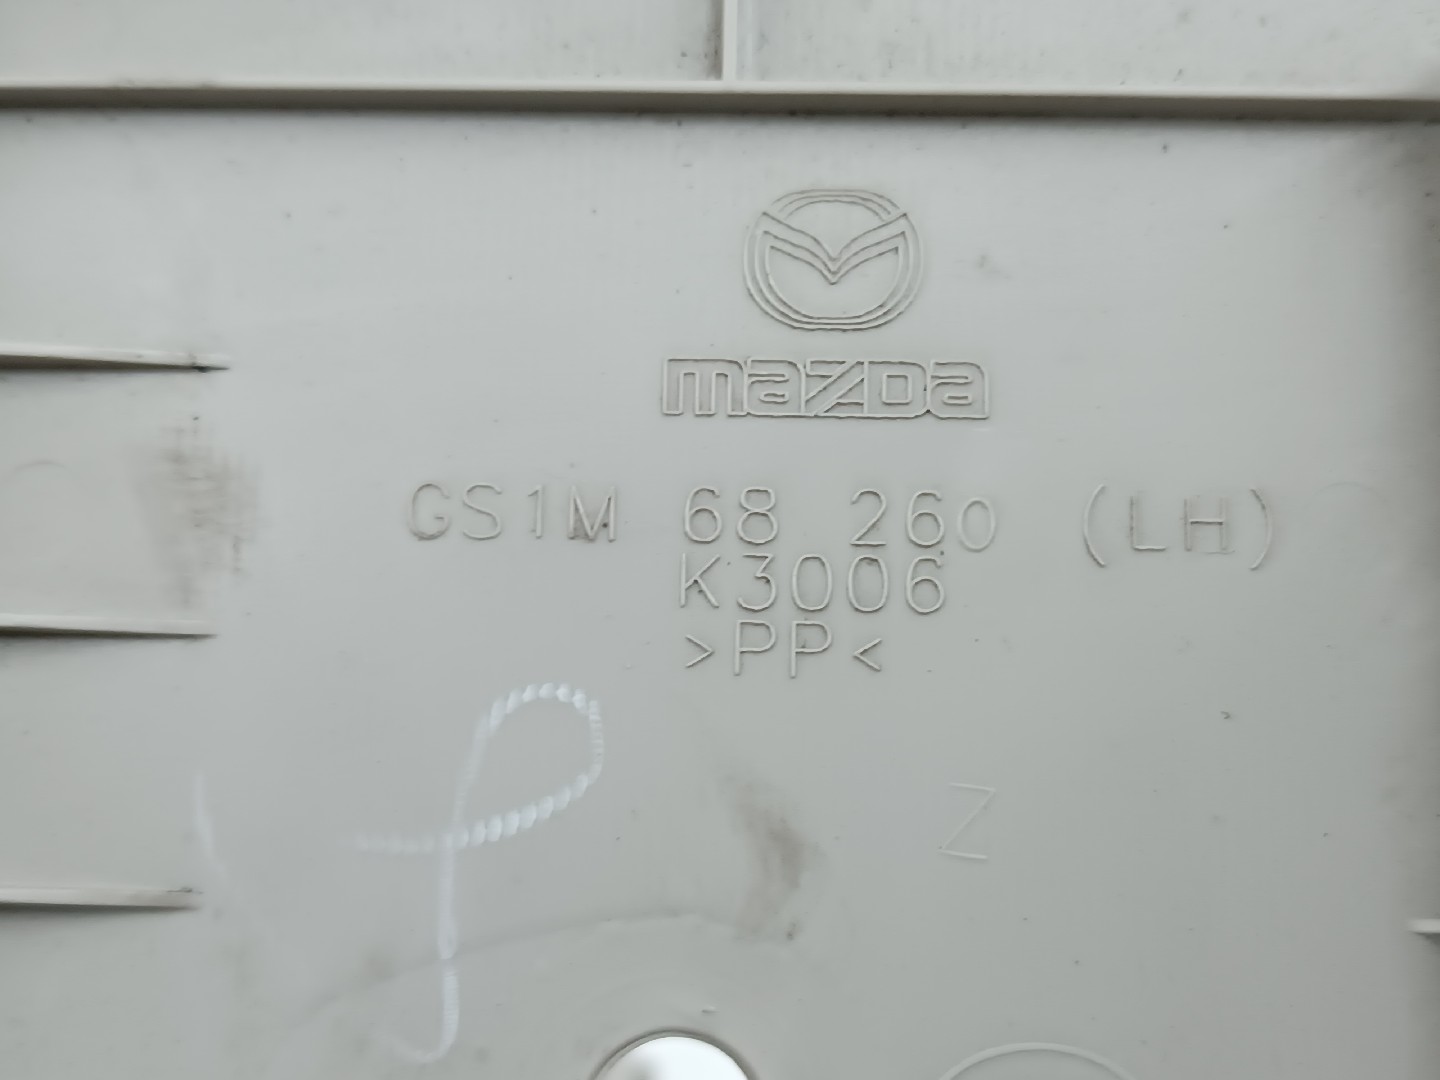 mazda
GS1M 68 260 (LH)
K3006
>PP<
Z